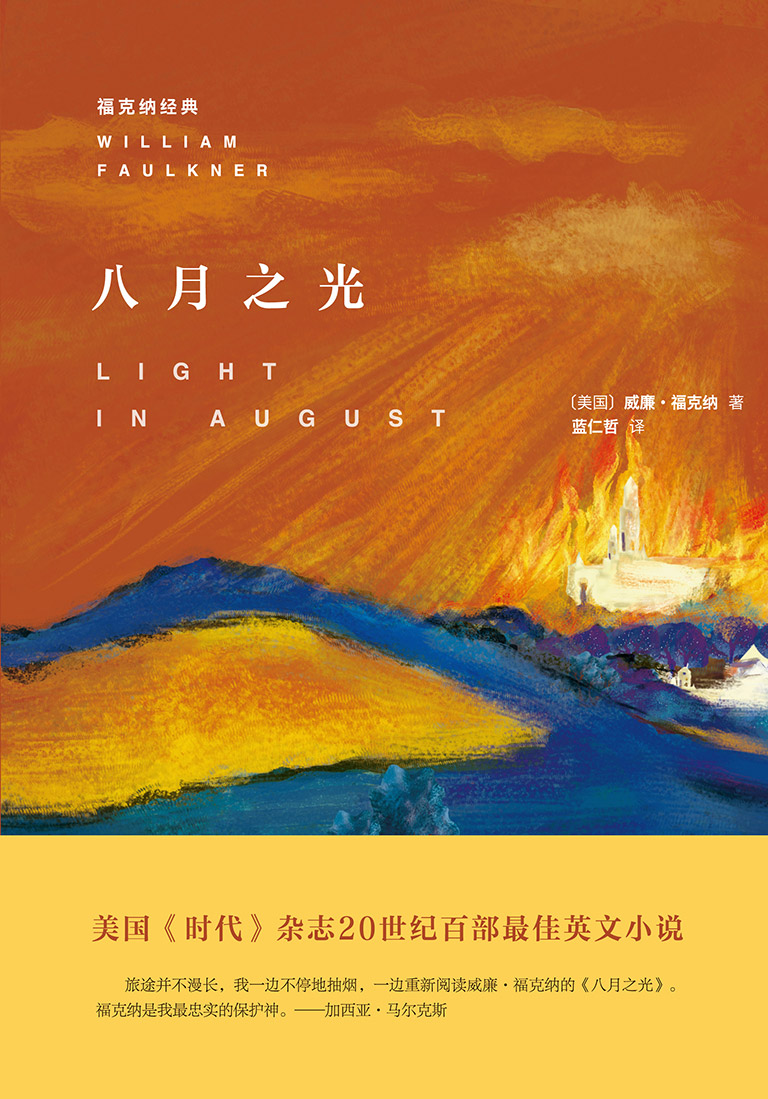 福克纳经典
WILLIAM
FAULKNER
八月之光
LIGHT
IN AUGUST
〔美国〕威廉·福克纳 著
蓝仁哲 译
美国《时代》杂志20世纪百部最佳英文小说
旅途并不漫长，我一边不停地抽烟，一边重新阅读威廉·福克纳的《八月之光》。
福克纳是我最忠实的保护神。——加西亚·马尔克斯